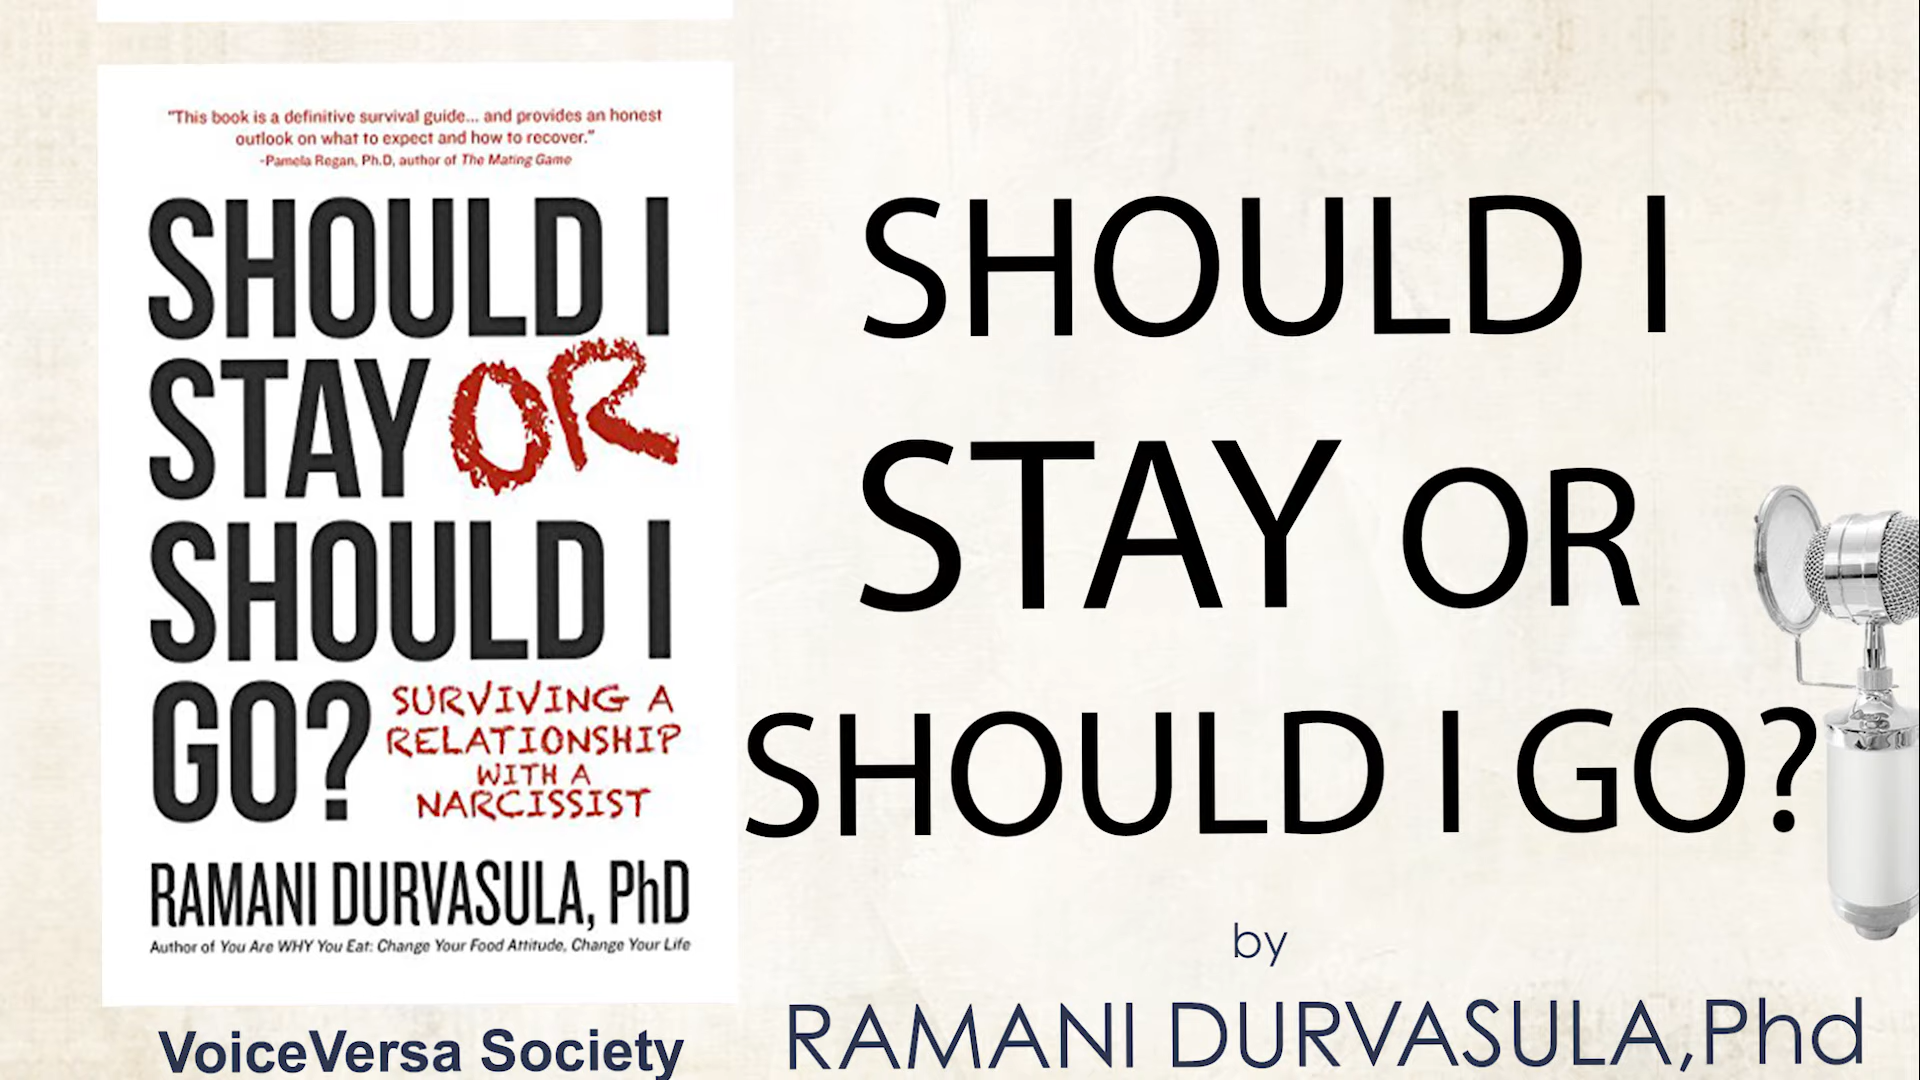 "This book is a definitive survival guide... and provides an honest
outlook on what to expect and how to recover."
-Pamela Regan, Ph.D, author of The Mating Game
SHOULD I
STAY OR
SHOULD I
GO?
SURVIVING A
RELATIONSHIP
WITH A
NARCISSIST
RAMANI DURVASULA, PhD
Author of You Are WHY You Eat: Change Your Food Attitude, Change Your Life
VoiceVersa Society
SHOULD I
STAY OR
SHOULD I GO?
by
RAMANI DURVASULA,Phd